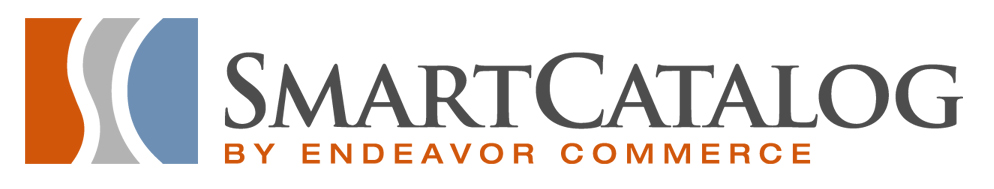 SMARTCATALOG
BY ENDEAVOR COMMERCE